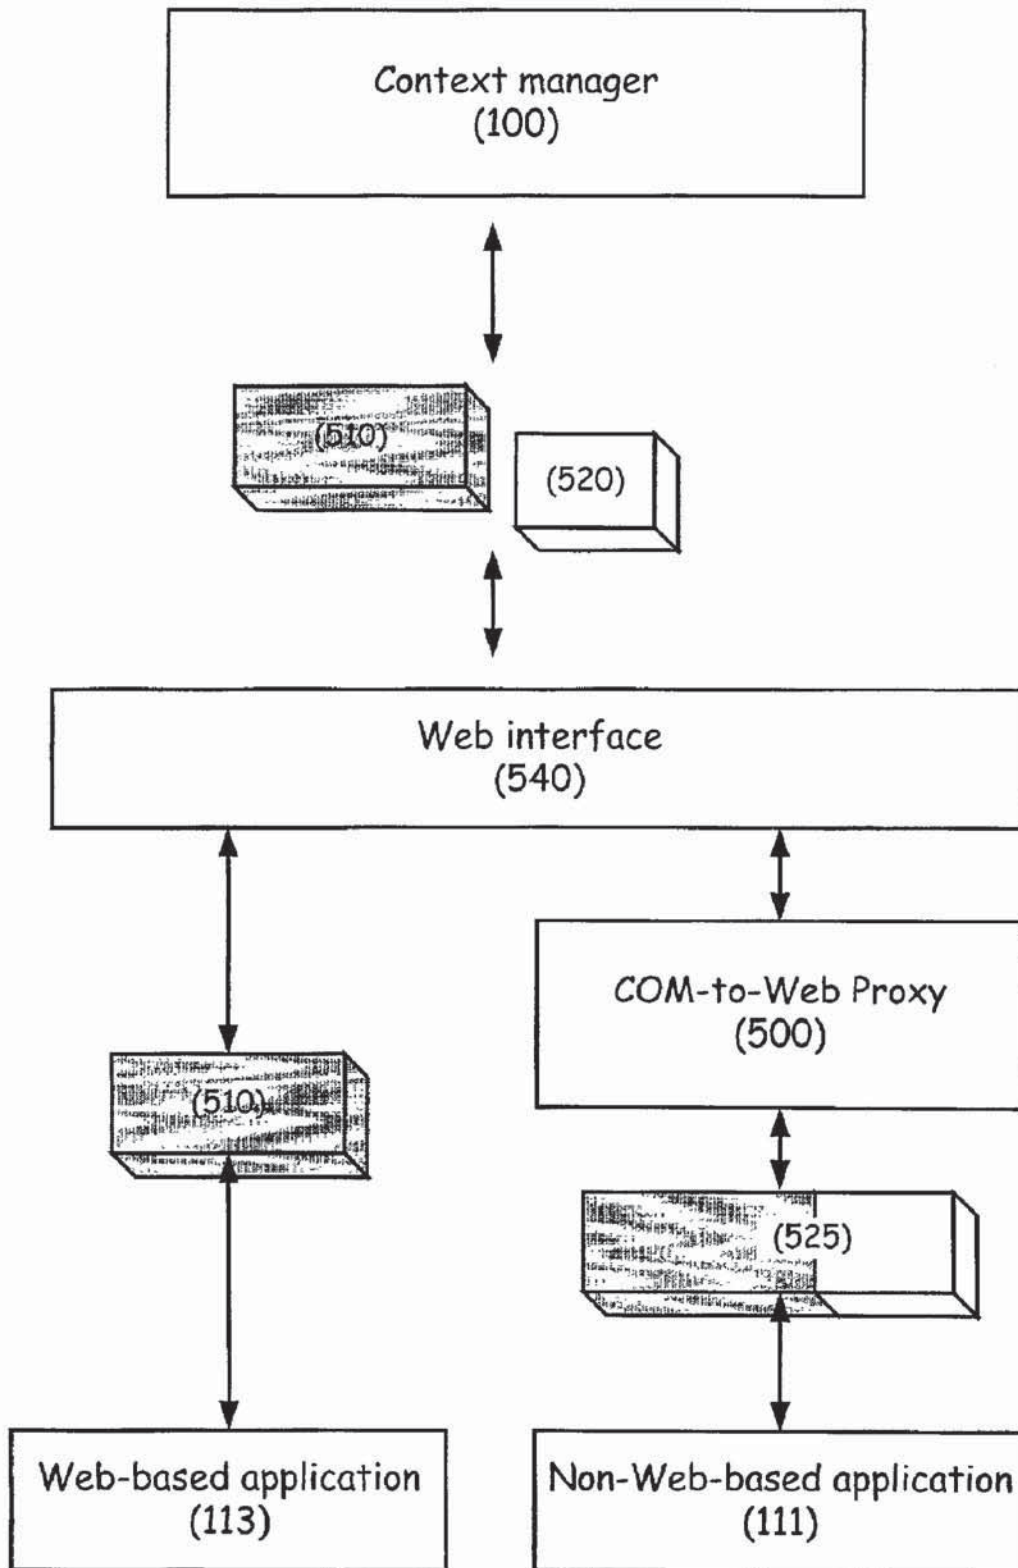 Context manager
(100)
(510)
(520)
Web interface
(540)
COM-to-Web Proxy
(500)
(510)
(525)
Web-based application
(113)
Non-Web-based application
(111)